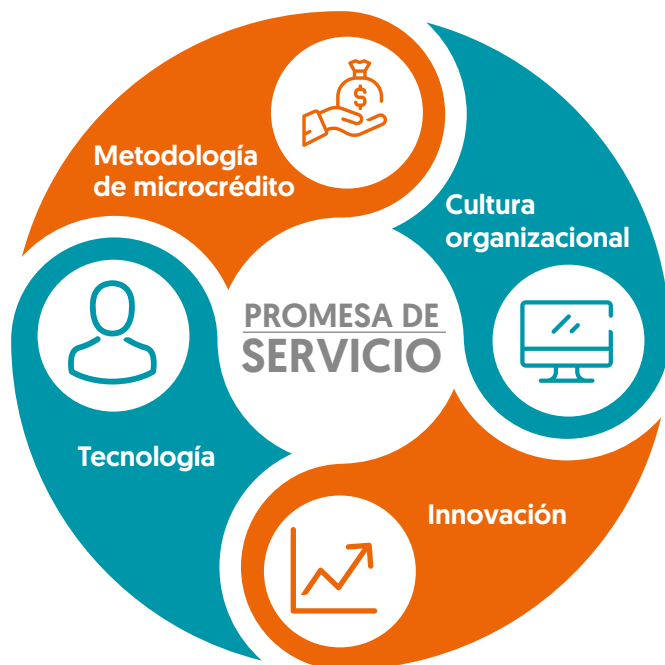 Metodología
de microcrédito
Cultura
organizacional
PROMESA DE
SERVICIO
Tecnología
Innovación
$